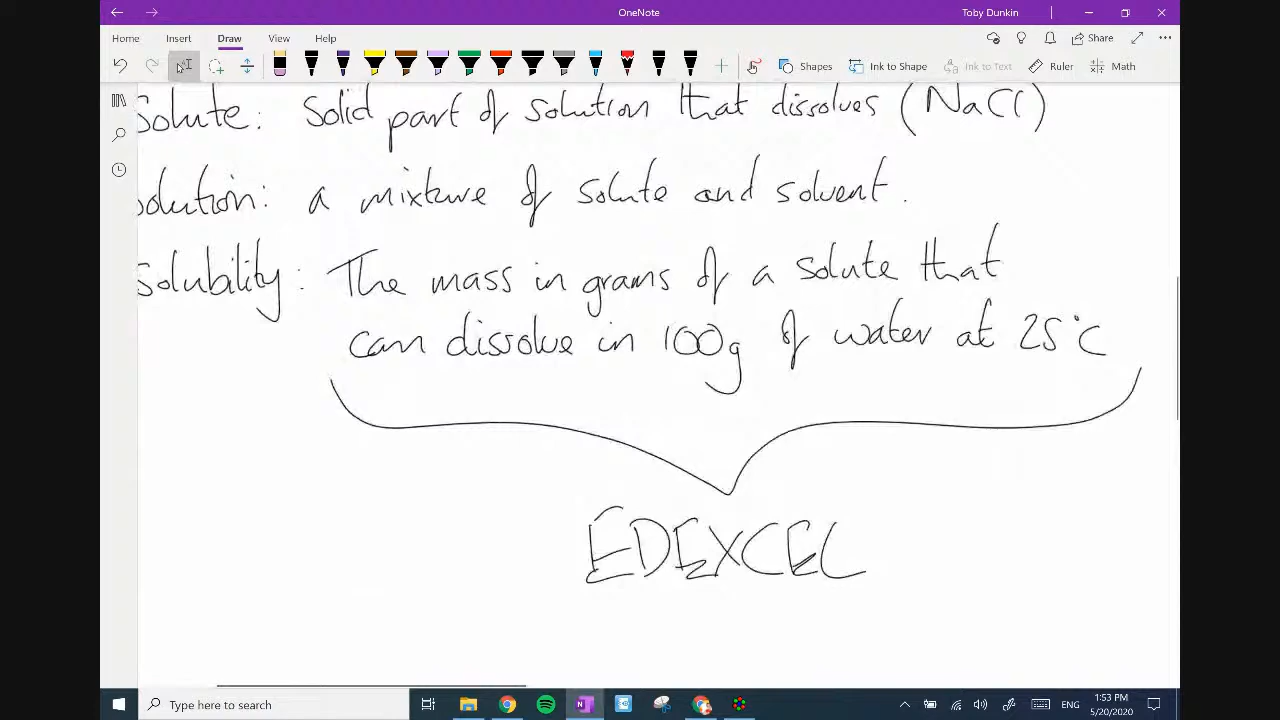 OneNote
Toby Dunkin
Home Insert Draw View Help
Share
Shapes
Ink to Shape
Ink to Text
Ruler
Math
Solute: Solid part of solution that dissolves (NaCl)
Solution: a mixture of solute and solvent.
Solubility: The mass in grams of a solute that
can dissolve in 100g of water at 25°C
EDEXCEL
Type here to search
1:53 PM
5/20/2020